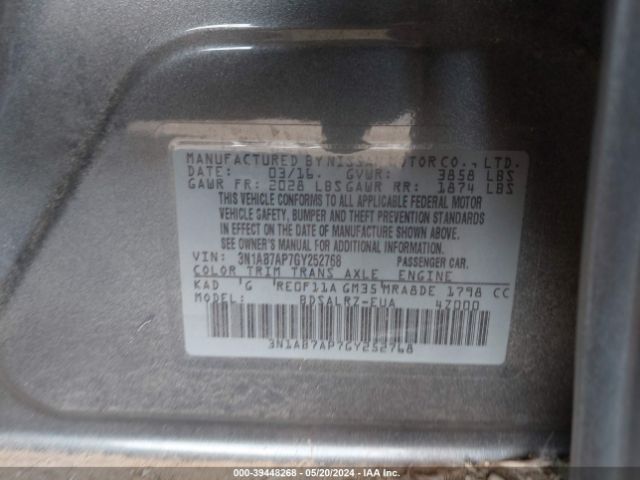 MANUFACTURED BY NISSAN MOTOR CO., LTD.
DATE: 03/16 GVWR: 3858 LBS
GAWR FR: 2028 LBS GAWR RR: 1874 LBS
THIS VEHICLE CONFORMS TO ALL APPLICABLE FEDERAL MOTOR
VEHICLE SAFETY, BUMPER AND THEFT PREVENTION STANDARDS
IN EFFECT ON THE DATE OF MANUFACTURE SHOWN ABOVE.
SEE OWNER'S MANUAL FOR ADDITIONAL INFORMATION.
VIN: 3N1AB7AP7GY252768 PASSENGER CAR.
COLOR TRIM TRANS AXLE ENGINE
KAD 'G RE0F11A GM35 MRA8DE 1798 CC
MODEL: BDSALRZ-EUA 4Z000
3N1AB7AP7GY252768
000-39448268 - 05/20/2024 - IAA Inc.